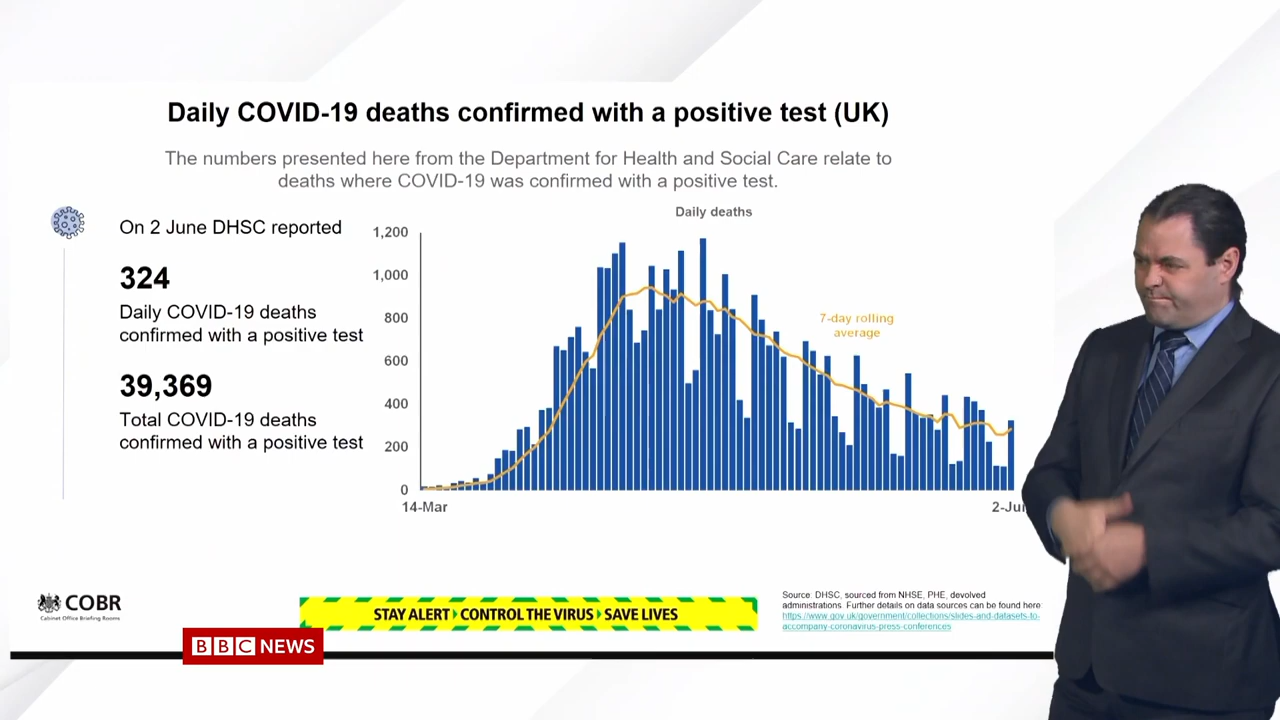 Daily COVID-19 deaths confirmed with a positive test (UK)
The numbers presented here from the Department for Health and Social Care relate to
deaths where COVID-19 was confirmed with a positive test.
On 2 June DHSC reported
324
Daily COVID-19 deaths
confirmed with a positive test
39,369
Total COVID-19 deaths
confirmed with a positive test
Daily deaths
1,200
1,000
800
600
400
200
0
7-day rolling
average
14-Mar
2-Jun
COBR
Cabinet Office Briefing Rooms
STAY ALERT CONTROL THE VIRUS SAVE LIVES
Source: DHSC, sourced from NHSE, PHE, devolved
administrations. Further details on data sources can be found here:
https://www.gov.uk/government/collections/slides-and-datasets-to-
accompany-coronavirus-press-conferences
BBC NEWS